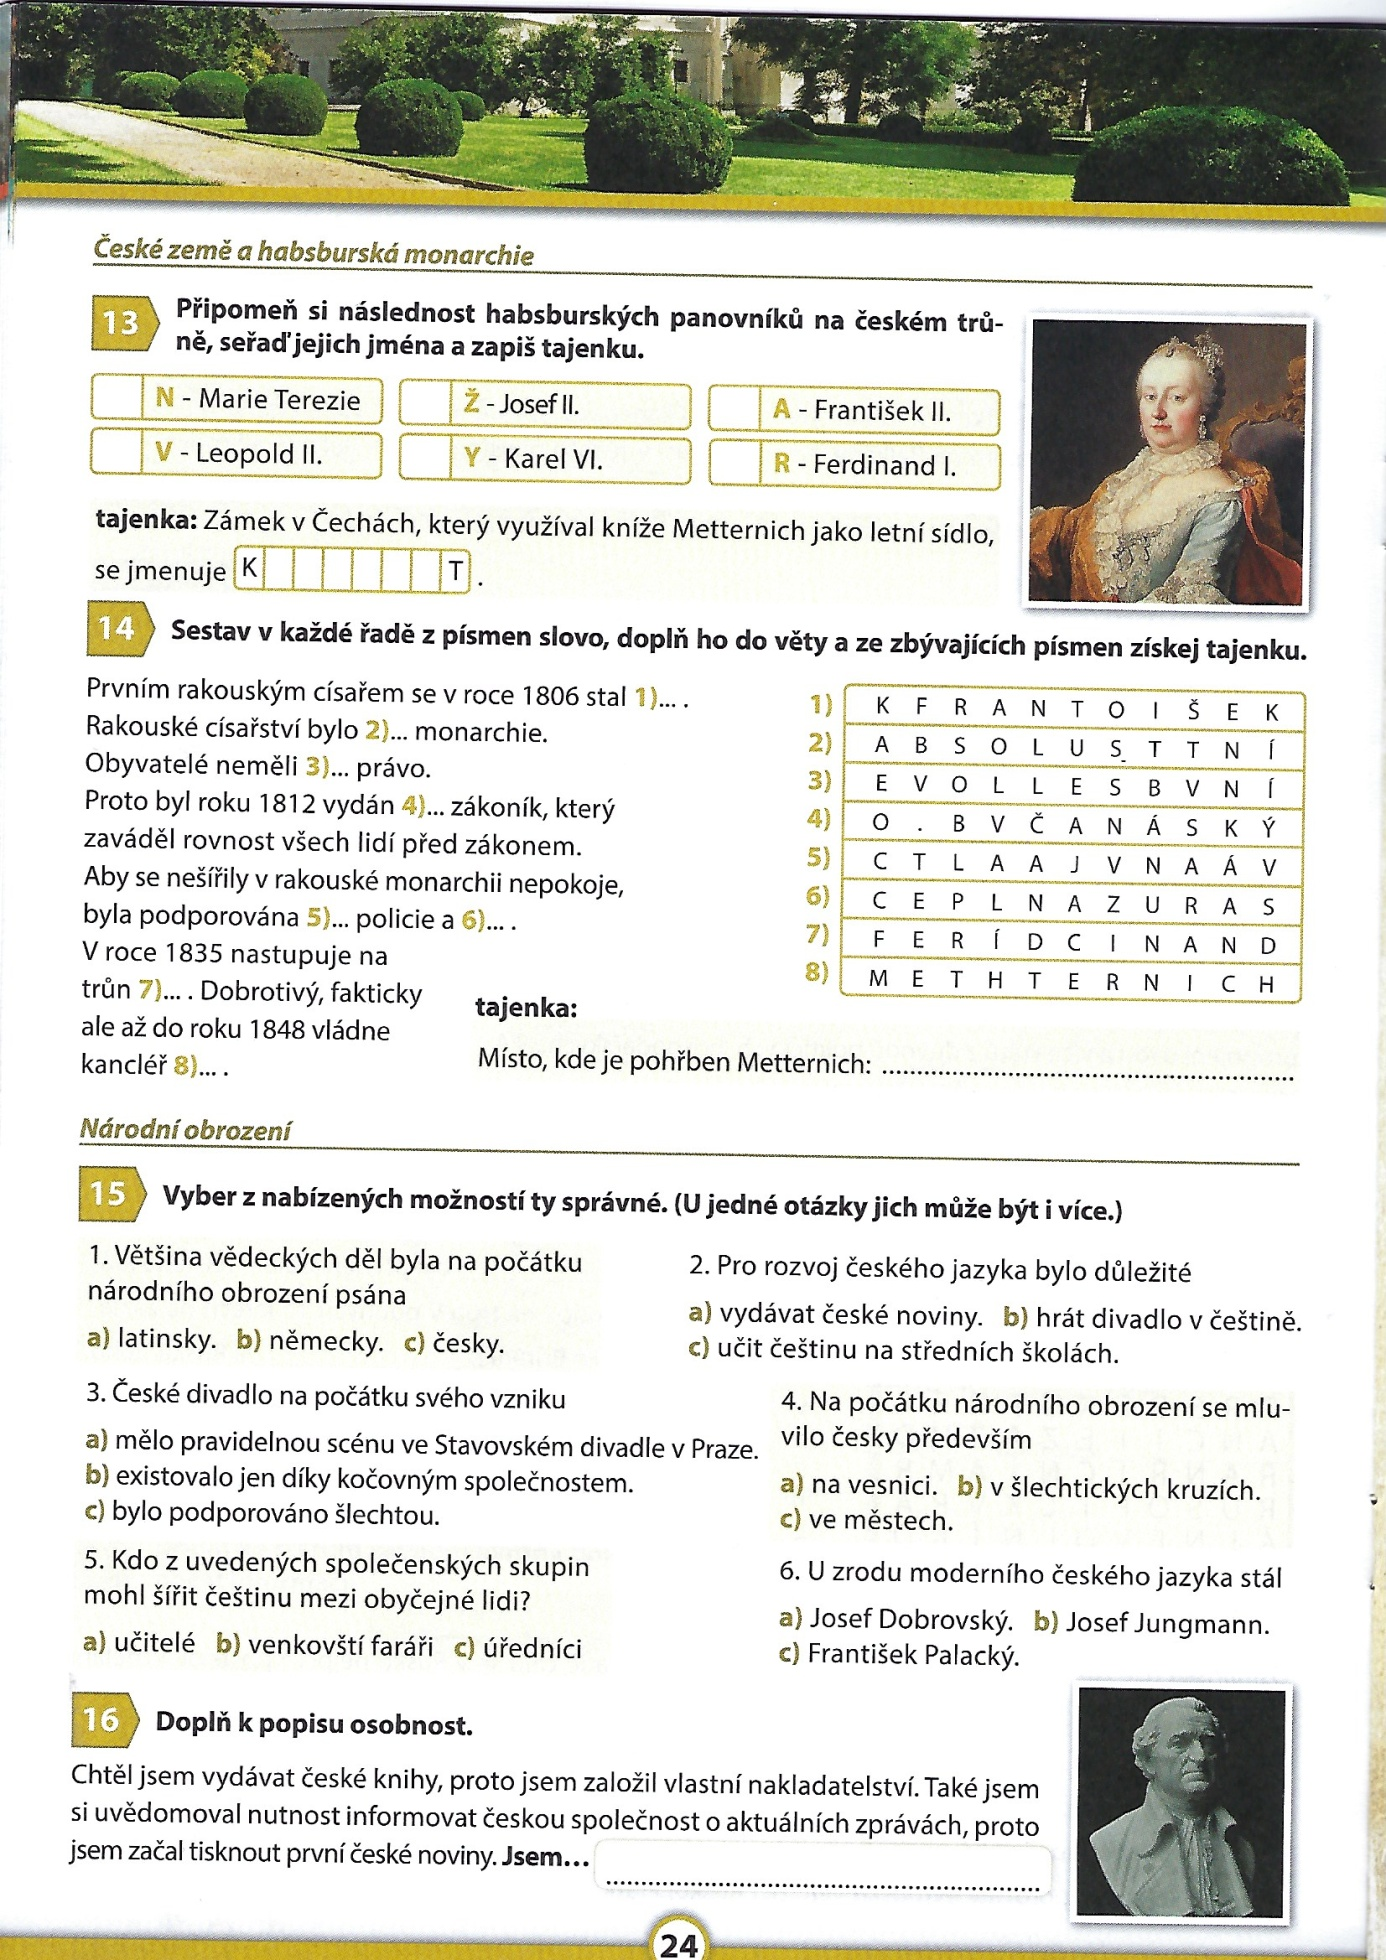 České země a habsburská monarchie
13 Připomeň si následnost habsburských panovníků na českém trů-
ně, seřaď jejich jména a zapiš tajenku.
N - Marie Terezie
Ž - Josef II.
A - František II.
V - Leopold II.
Y - Karel VI.
R - Ferdinand I.
tajenka: Zámek v Čechách, který využíval kníže Metternich jako letní sídlo,
se jmenuje K T .
14 Sestav v každé řadě z písmen slovo, doplň ho do věty a ze zbývajících písmen získej tajenku.
Prvním rakouským císařem se v roce 1806 stal 1)... .
Rakouské císařství bylo 2)... monarchie.
Obyvatelé neměli 3)... právo.
Proto byl roku 1812 vydán 4)... zákoník, který
zaváděl rovnost všech lidí před zákonem.
Aby se nešířily v rakouské monarchii nepokoje,
byla podporována 5)... policie a 6)... .
V roce 1835 nastupuje na
trůn 7)... . Dobrotivý, fakticky
ale až do roku 1848 vládne
kancléř 8)... .
1) K F R A N T O I Š E K
2) A B S O L U S T T N Í
3) E V O L L E S B V N Í
4) O . B V Č A N Á S K Ý
5) C T L A A J V N A Á V
6) C E P L N A Z U R A S
7) F E R Í D C I N A N D
8) M E T H T E R N I C H
tajenka:
Místo, kde je pohřben Metternich: ............................................................
Národní obrození
15 Vyber z nabízených možností ty správné. (U jedné otázky jich může být i více.)
1. Většina vědeckých děl byla na počátku
národního obrození psána
a) latinsky. b) německy. c) česky.
2. Pro rozvoj českého jazyka bylo důležité
a) vydávat české noviny. b) hrát divadlo v češtině.
c) učit češtinu na středních školách.
3. České divadlo na počátku svého vzniku
a) mělo pravidelnou scénu ve Stavovském divadle v Praze.
b) existovalo jen díky kočovným společnostem.
c) bylo podporováno šlechtou.
4. Na počátku národního obrození se mlu-
vilo česky především
a) na vesnici. b) v šlechtických kruzích.
c) ve městech.
5. Kdo z uvedených společenských skupin
mohl šířit češtinu mezi obyčejné lidi?
a) učitelé b) venkovští faráři c) úředníci
6. U zrodu moderního českého jazyka stál
a) Josef Dobrovský. b) Josef Jungmann.
c) František Palacký.
16 Doplň k popisu osobnost.
Chtěl jsem vydávat české knihy, proto jsem založil vlastní nakladatelství. Také jsem
si uvědomoval nutnost informovat českou společnost o aktuálních zprávách, proto
jsem začal tisknout první české noviny. Jsem... ............................................................
24